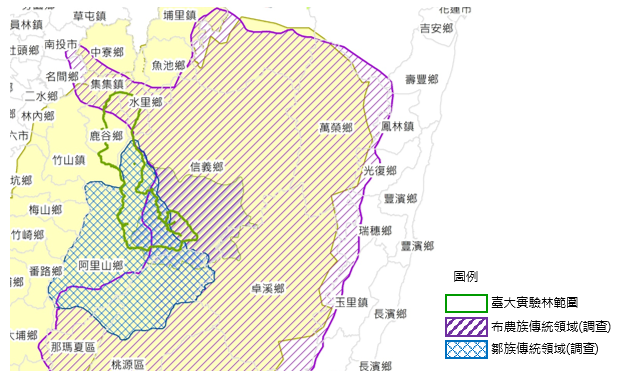 花蓮市
草屯鎮
埔里鎮
員林鎮
吉安鄉
南投市
中寮鄉
社頭鄉
魚池鄉
名間鄉
壽豐鄉
集集鎮
二水鄉
水里鄉
林內鄉
萬榮鄉
鳳林鎮
六市
鹿谷鄉
竹山鎮
信義鄉
光復鄉
坑鄉
豐濱鄉
梅山鄉
瑞穗鄉
竹崎鄉
豐濱鄉
番路鄉
阿里山鄉
卓溪鄉
玉里鎮
長濱鄉
大埔鄉
那瑪夏區
桃源區
長濱鄉
圖例
臺大實驗林範圍
布農族傳統領域(調查)
鄒族傳統領域(調查)